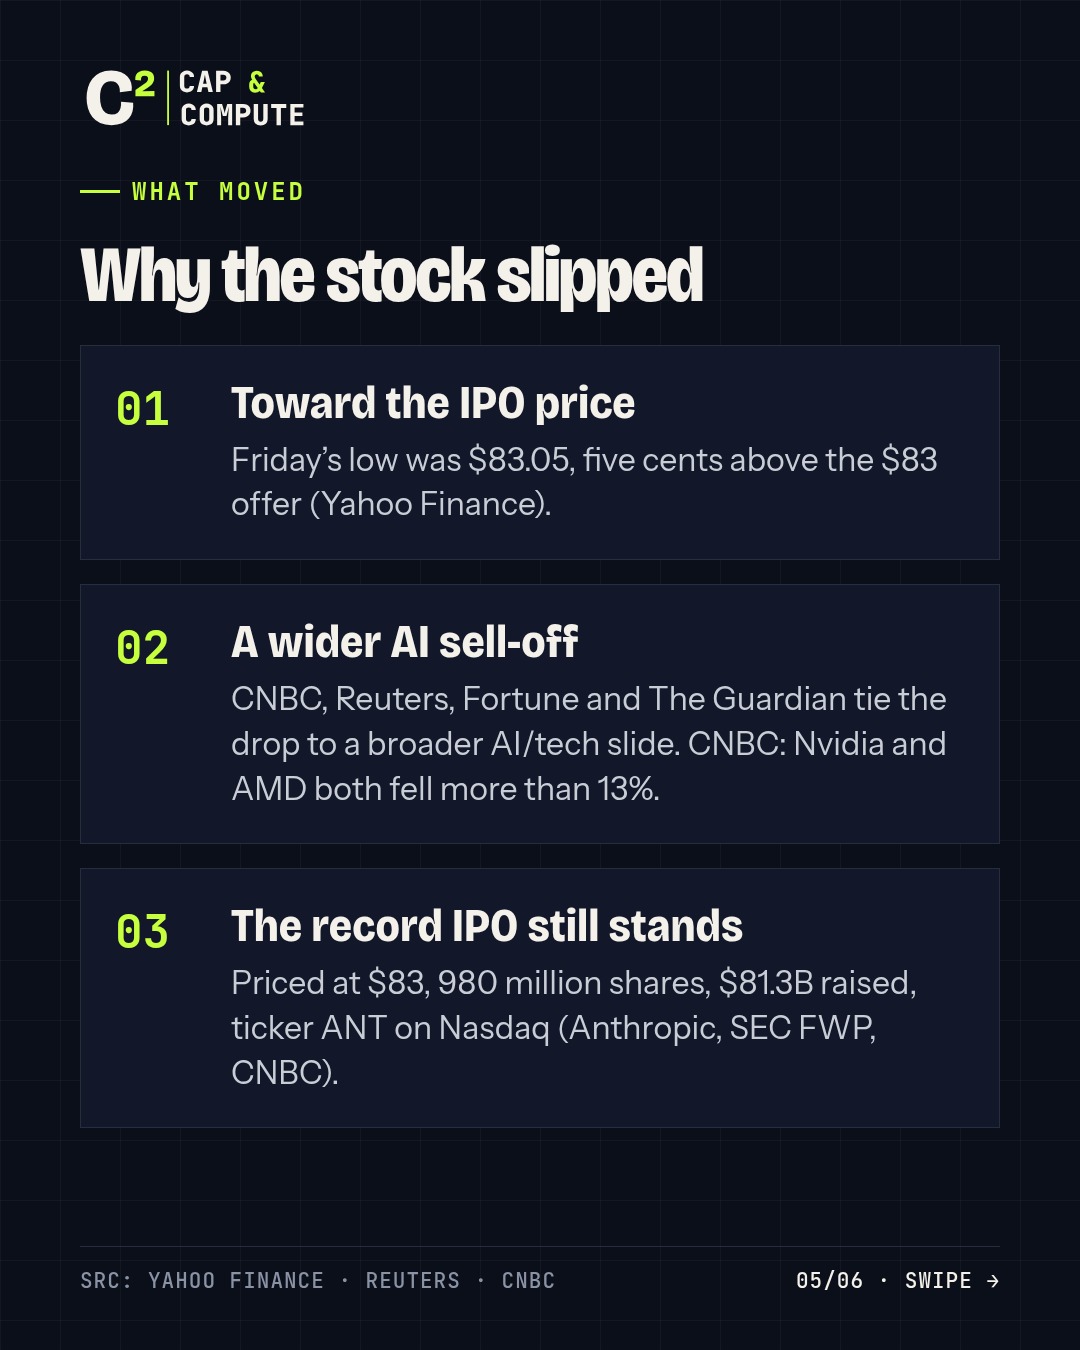 C² CAP &
COMPUTE
WHAT MOVED
Why the stock slipped
01
Toward the IPO price
Friday’s low was $83.05, five cents above the $83
offer (Yahoo Finance).
02
A wider AI sell-off
CNBC, Reuters, Fortune and The Guardian tie the
drop to a broader AI/tech slide. CNBC: Nvidia and
AMD both fell more than 13%.
03
The record IPO still stands
Priced at $83, 980 million shares, $81.3B raised,
ticker ANT on Nasdaq (Anthropic, SEC FWP,
CNBC).
SRC: YAHOO FINANCE · REUTERS · CNBC
05/06 · SWIPE →